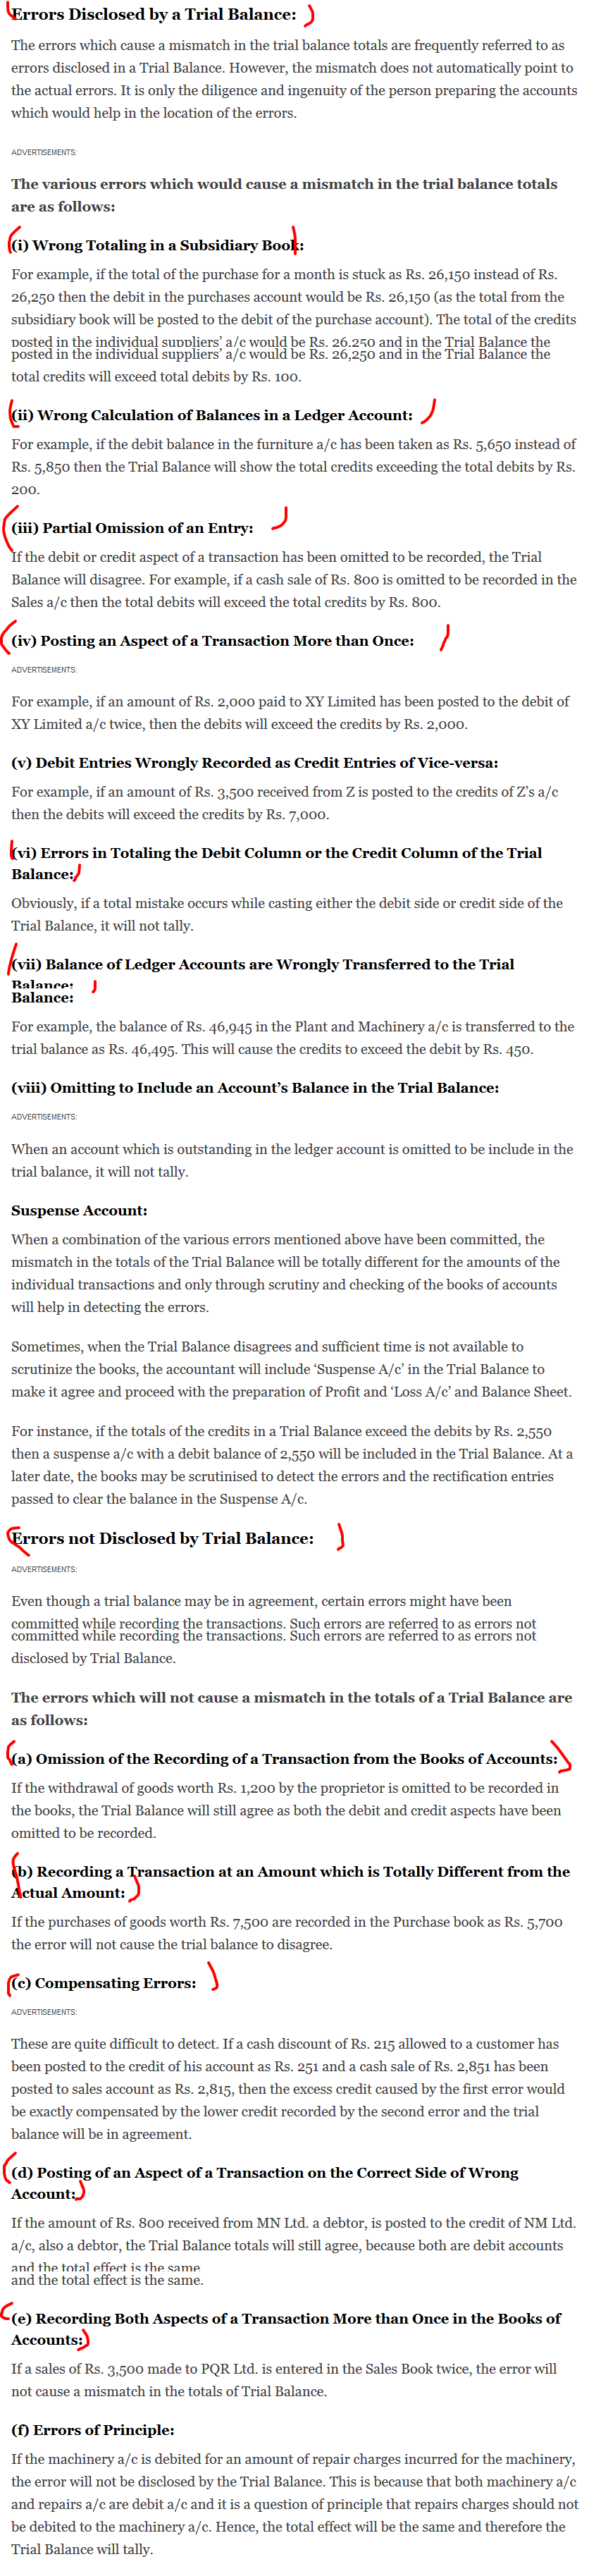 Errors Disclosed by a Trial Balance:
The errors which cause a mismatch in the trial balance totals are frequently referred to as
errors disclosed in a Trial Balance. However, the mismatch does not automatically point to
the actual errors. It is only the diligence and ingenuity of the person preparing the accounts
which would help in the location of the errors.
ADVERTISEMENTS:
The various errors which would cause a mismatch in the trial balance totals
are as follows:
(i) Wrong Totaling in a Subsidiary Book:
For example, if the total of the purchase for a month is stuck as Rs. 26,150 instead of Rs.
26,250 then the debit in the purchases account would be Rs. 26,150 (as the total from the
subsidiary book will be posted to the debit of the purchase account). The total of the credits
posted in the individual suppliers' a/c would be Rs. 26,250 and in the Trial Balance the
posted in the individual suppliers' a/c would be Rs. 26,250 and in the Trial Balance the
total credits will exceed total debits by Rs. 100.
(ii) Wrong Calculation of Balances in a Ledger Account:
For example, if the debit balance in the furniture a/c has been taken as Rs. 5,650 instead of
Rs. 5,850 then the Trial Balance will show the total credits exceeding the total debits by Rs.
200.
(iii) Partial Omission of an Entry:
If the debit or credit aspect of a transaction has been omitted to be recorded, the Trial
Balance will disagree. For example, if a cash sale of Rs. 800 is omitted to be recorded in the
Sales a/c then the total debits will exceed the total credits by Rs. 800.
(iv) Posting an Aspect of a Transaction More than Once:
ADVERTISEMENTS:
For example, if an amount of Rs. 2,000 paid to XY Limited has been posted to the debit of
XY Limited a/c twice, then the debits will exceed the credits by Rs. 2,000.
(v) Debit Entries Wrongly Recorded as Credit Entries of Vice-versa:
For example, if an amount of Rs. 3,500 received from Z is posted to the credits of Z's a/c
then the debits will exceed the credits by Rs. 7,000.
(vi) Errors in Totaling the Debit Column or the Credit Column of the Trial
Balance:
Obviously, if a total mistake occurs while casting either the debit side or credit side of the
Trial Balance, it will not tally.
(vii) Balance of Ledger Accounts are Wrongly Transferred to the Trial
Balance:
Balance:
For example, the balance of Rs. 46,945 in the Plant and Machinery a/c is transferred to the
trial balance as Rs. 46,495. This will cause the credits to exceed the debit by Rs. 450.
(viii) Omitting to Include an Account's Balance in the Trial Balance:
ADVERTISEMENTS:
When an account which is outstanding in the ledger account is omitted to be include in the
trial balance, it will not tally.
Suspense Account:
When a combination of the various errors mentioned above have been committed, the
mismatch in the totals of the Trial Balance will be totally different for the amounts of the
individual transactions and only through scrutiny and checking of the books of accounts
will help in detecting the errors.
Sometimes, when the Trial Balance disagrees and sufficient time is not available to
scrutinize the books, the accountant will include 'Suspense A/c' in the Trial Balance to
make it agree and proceed with the preparation of Profit and 'Loss A/c' and Balance Sheet.
For instance, if the totals of the credits in a Trial Balance exceed the debits by Rs. 2,550
then a suspense a/c with a debit balance of 2,550 will be included in the Trial Balance. At a
later date, the books may be scrutinised to detect the errors and the rectification entries
passed to clear the balance in the Suspense A/c.
Errors not Disclosed by Trial Balance:
ADVERTISEMENTS:
Even though a trial balance may be in agreement, certain errors might have been
committed while recording the transactions. Such errors are referred to as errors not
committed while recording the transactions. Such errors are referred to as errors not
disclosed by Trial Balance.
The errors which will not cause a mismatch in the totals of a Trial Balance are
as follows:
(a) Omission of the Recording of a Transaction from the Books of Accounts:
If the withdrawal of goods worth Rs. 1,200 by the proprietor is omitted to be recorded in
the books, the Trial Balance will still agree as both the debit and credit aspects have been
omitted to be recorded.
(b) Recording a Transaction at an Amount which is Totally Different from the
Actual Amount:
If the purchases of goods worth Rs. 7,500 are recorded in the Purchase book as Rs. 5,700
the error will not cause the trial balance to disagree.
(c) Compensating Errors:
ADVERTISEMENTS:
These are quite difficult to detect. If a cash discount of Rs. 215 allowed to a customer has
been posted to the credit of his account as Rs. 251 and a cash sale of Rs. 2,851 has been
posted to sales account as Rs. 2,815, then the excess credit caused by the first error would
be exactly compensated by the lower credit recorded by the second error and the trial
balance will be in agreement.
(d) Posting of an Aspect of a Transaction on the Correct Side of Wrong
Account:
If the amount of Rs. 800 received from MN Ltd. a debtor, is posted to the credit of NM Ltd.
a/c, also a debtor, the Trial Balance totals will still agree, because both are debit accounts
and the total effect is the same
and the total effect is the same.
(e) Recording Both Aspects of a Transaction More than Once in the Books of
Accounts:
If a sales of Rs. 3,500 made to PQR Ltd. is entered in the Sales Book twice, the error will
not cause a mismatch in the totals of Trial Balance.
(f) Errors of Principle:
If the machinery a/c is debited for an amount of repair charges incurred for the machinery,
the error will not be disclosed by the Trial Balance. This is because that both machinery a/c
and repairs a/c are debit a/c and it is a question of principle that repairs charges should not
be debited to the machinery a/c. Hence, the total effect will be the same and therefore the
Trial Balance will tally.